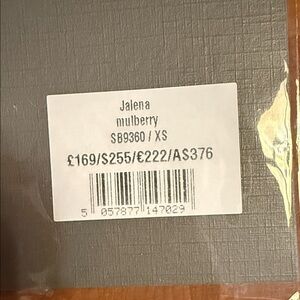 Jalena
mulberry
SB9360 / XS
£169/$255/€222/A$376
5 057877 147029